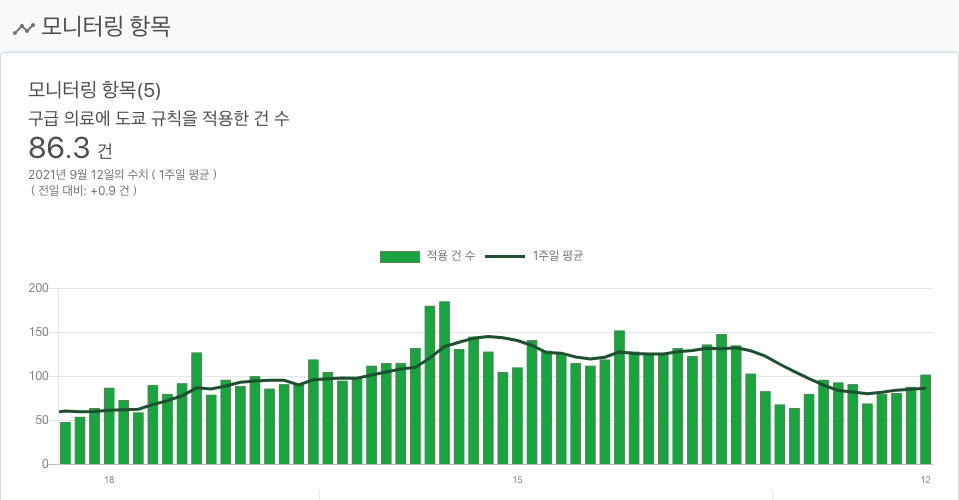 모니터링 항목
모니터링 항목(5)
구급 의료에 도쿄 규칙을 적용한 건 수
86.3 건
2021년 9월 12일의 수치 ( 1주일 평균 )
( 전일 대비: +0.9 건 )
적용 건 수 1주일 평균
200
150
100
50
0
18 15 12